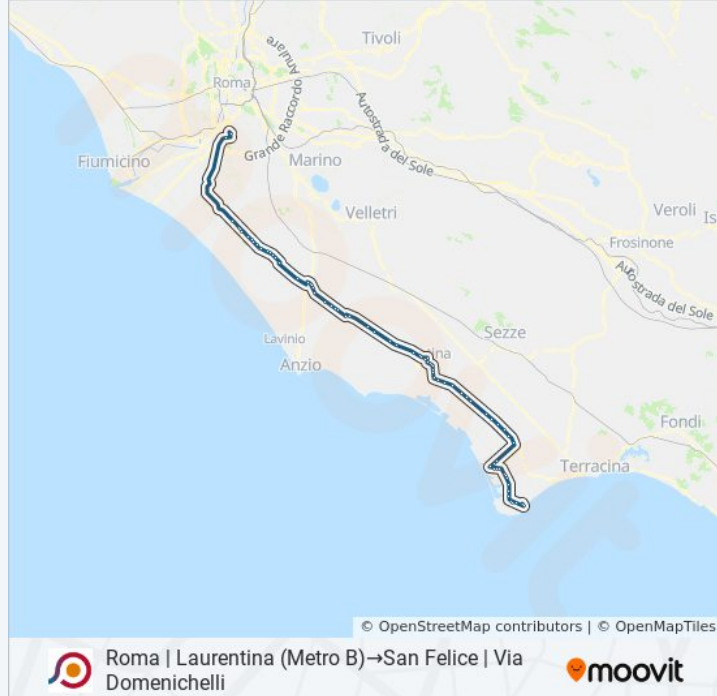 Tivoli
Roma
Grande Raccordo Anulare
Autostrada del Sole
Fiumicino
Marino
Velletri
Veroli
Frosinone
Autostrada del Sole
Sezze
Lavinio
Anzio
Fondi
Terracina
© OpenStreetMap contributors | © OpenMapTiles
Roma | Laurentina (Metro B)→San Felice | Via
Domenichelli
moovit